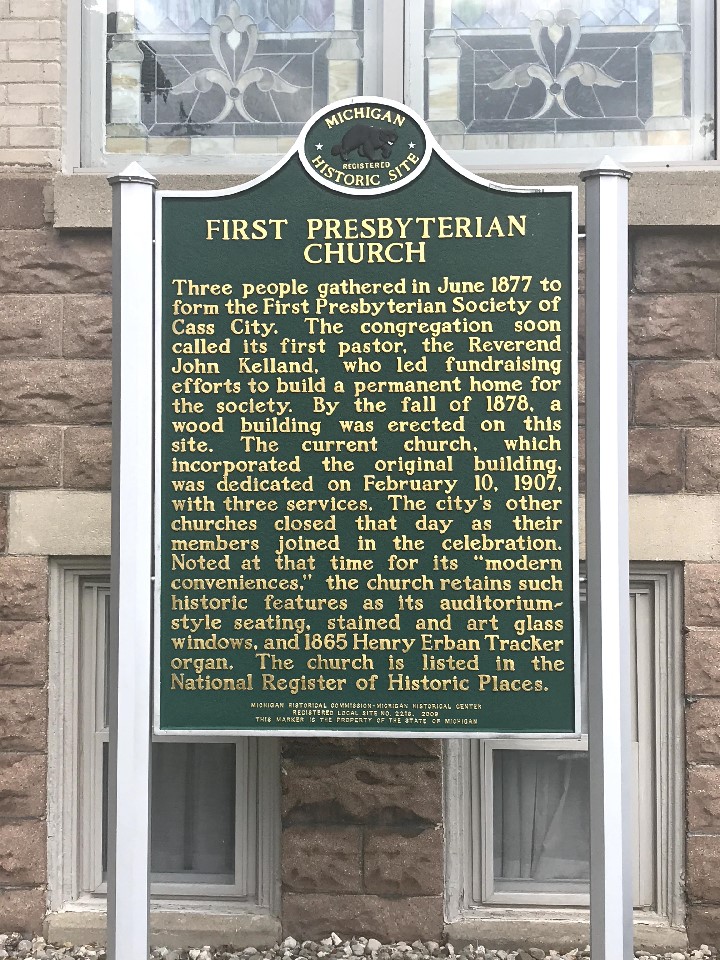 MICHIGAN
REGISTERED
HISTORIC SITE
FIRST PRESBYTERIAN
CHURCH
Three people gathered in June 1877 to
form the First Presbyterian Society of
Cass City. The congregation soon
called its first pastor, the Reverend
John Kelland, who led fundraising
efforts to build a permanent home for
the society. By the fall of 1878, a
wood building was erected on this
site. The current church, which
incorporated the original building,
was dedicated on February 10, 1907,
with three services. The city's other
churches closed that day as their
members joined in the celebration.
Noted at that time for its "modern
conveniences," the church retains such
historic features as its auditorium-
style seating, stained and art glass
windows, and 1865 Henry Erban Tracker
organ. The church is listed in the
National Register of Historic Places.
MICHIGAN HISTORICAL COMMISSION-MICHIGAN HISTORICAL CENTER
REGISTERED LOCAL SITE NO. 2218, 2009
THIS MARKER IS THE PROPERTY OF THE STATE OF MICHIGAN